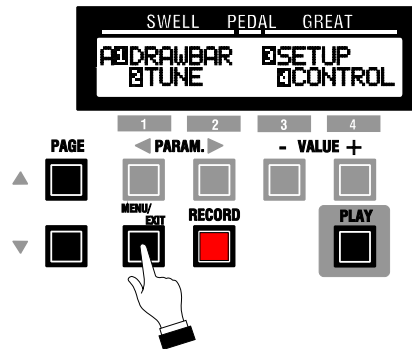 SWELL PEDAL GREAT
A1DRAWBAR 3SETUP
2TUNE 4CONTROL
1 2 3 4
PAGE ◀ PARAM. ▶ - VALUE +
▲
MENU/
EXIT RECORD PLAY
▼